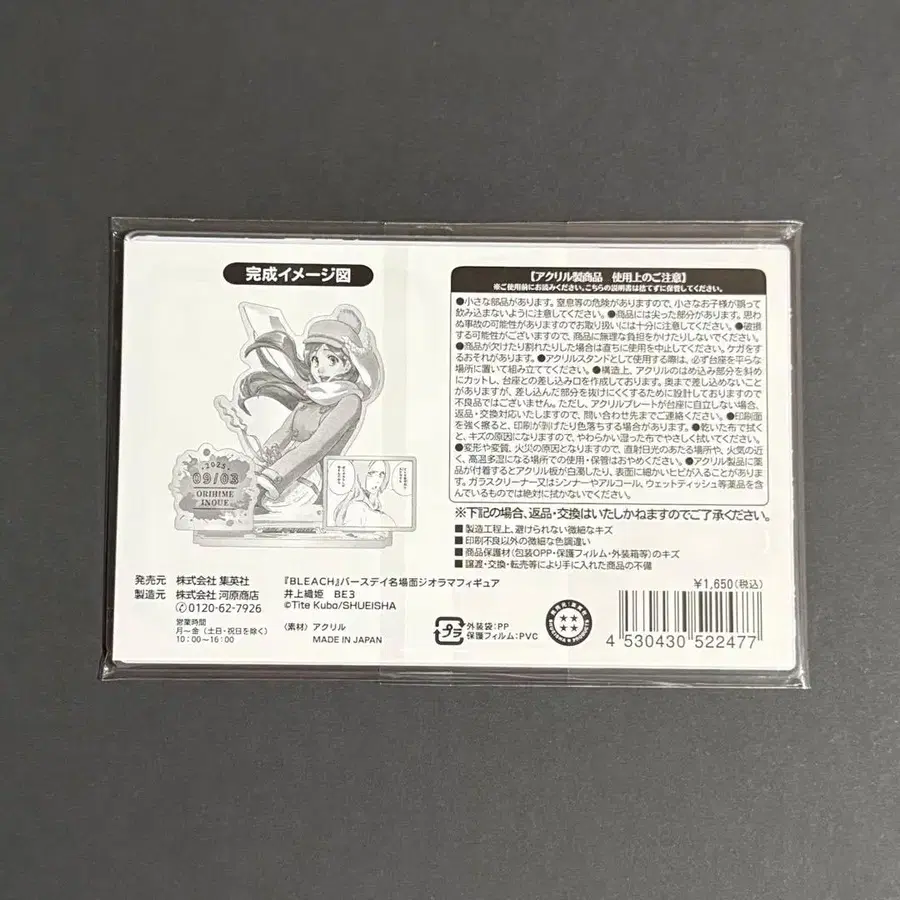 完成イメージ図
2025
09/03
ORIHIME
INOUE
【アクリル製商品 使用上のご注意】
※ご使用前にお読みください。こちらの説明書は捨てずに保管してください。
●小さな部品があります。窒息等の危険がありますので、小さなお子様が誤って
飲み込まないように注意してください。●商品には尖った部分があります。思わ
ぬ事故の可能性がありますのでお取り扱いには十分に注意してください。●破損
する可能性がございますので、商品に無理な負担をかけたりしないでください。
●商品が欠けたり割れたりした場合は直ちに使用を中止してください。ケガをす
るおそれがあります。●アクリルスタンドとして使用する際は、必ず台座を平らな
場所に置いて組み立ててください。●構造上、アクリルのはめ込み部分を斜め
にカットし、台座との差し込み口を作成しております。奥まで差し込めないこと
がありますが、差し込んだ部分を抜けにくくするために設計しておりますので
不良品ではございません。ただし、アクリルプレートが台座に自立しない場合、
返品・交換対応いたしますので、問い合わせ先までご連絡ください。●印刷面
を強く擦ると、印刷が剥げたり色落ちする場合があります。●乾いた布で拭く
と、キズの原因になりますので、やわらかい湿った布でやさしく拭いてください。
●変形や変質、火災の原因となりますので、直射日光のあたる場所や、火気の近
く、高温多湿になる場所での使用・保管はおやめください。●アクリル製品に薬
品が付着するとアクリル板が白濁したり、表面に細かいヒビが入ることがありま
す。ガラスクリーナー又はシンナーやアルコール、ウェットティッシュ等薬品を含
んでいるものでは絶対に拭かないでください。
※下記の場合、返品・交換はいたしかねますのでご了承ください。
■製造工程上、避けられない微細なキズ
■印刷不良以外の微細な色調違い
■商品保護材(包装OPP・保護フィルム・外装箱等)のキズ
■譲渡・交換・転売等により手に入れた商品の不備
発売元 株式会社 集英社
製造元 株式会社 河原商店
✆0120-62-7926
営業時間
月〜金(土日・祝日を除く)
10:00〜16:00
『BLEACH』バースデイ名場面ジオラマフィギュア
井上織姫 BE3
©Tite Kubo/SHUEISHA
〈素材〉アクリル
MADE IN JAPAN
プラ
外装袋:PP
保護フィルム:PVC
¥1,650(税込)
4 530430 522477